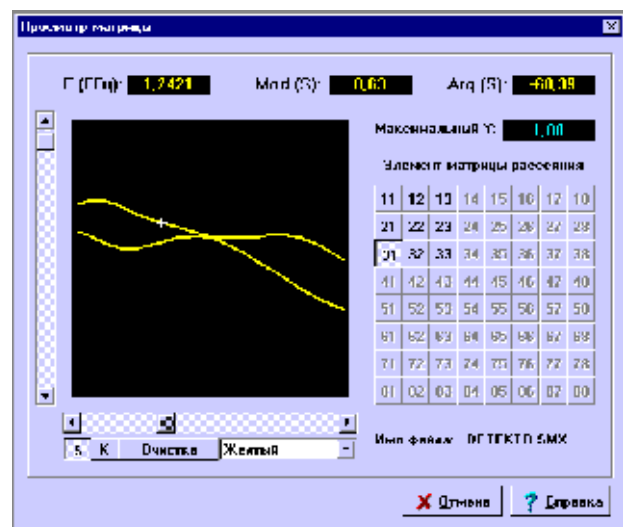 Просмотр матрицы
F (ГГц): 1,2421 Mod (S): 0,63 Arg (S): -60,39
Максимальный Y: 1,00
Элемент матрицы рассеяния
11 12 13 14 15 16 17 18
21 22 23 24 25 26 27 28
31 32 33 34 35 36 37 38
41 42 43 44 45 46 47 48
51 52 53 54 55 56 57 58
61 62 63 64 65 66 67 68
71 72 73 74 75 76 77 78
81 82 83 84 85 86 87 88
S K Очистка Желтый
Имя файла: DETEKTO.SMX
Отмена Справка